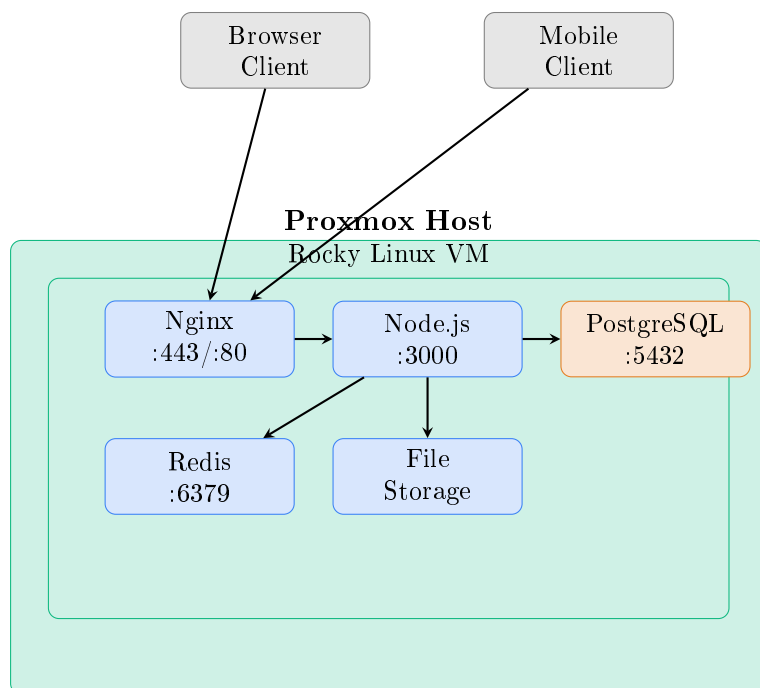 Browser
Client
Mobile
Client
Proxmox Host
Rocky Linux VM
Nginx
:443/:80
Node.js
:3000
PostgreSQL
:5432
Redis
:6379
File
Storage